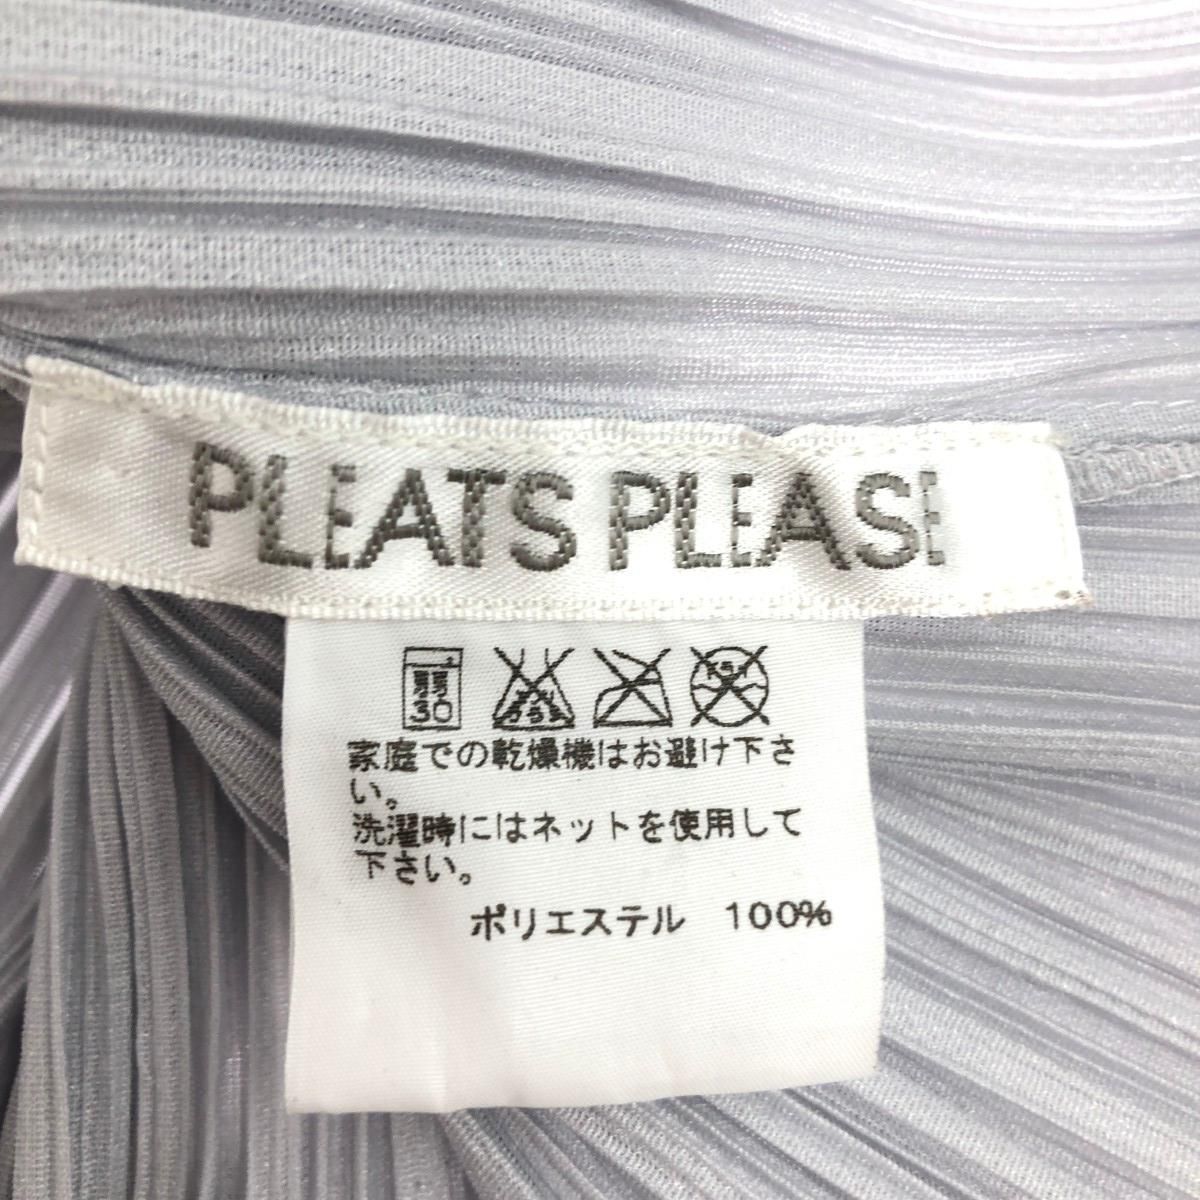 PLEATS PLEASE
弱
30
家庭での乾燥機はお避け下さ
い。
洗濯時にはネットを使用して
下さい。
ポリエステル 100%